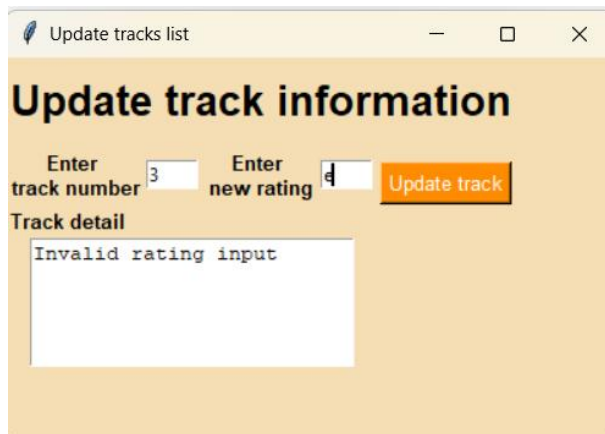 Update tracks list
Update track information
Enter
track number
3
Enter
new rating
e
Update track
Track detail
Invalid rating input